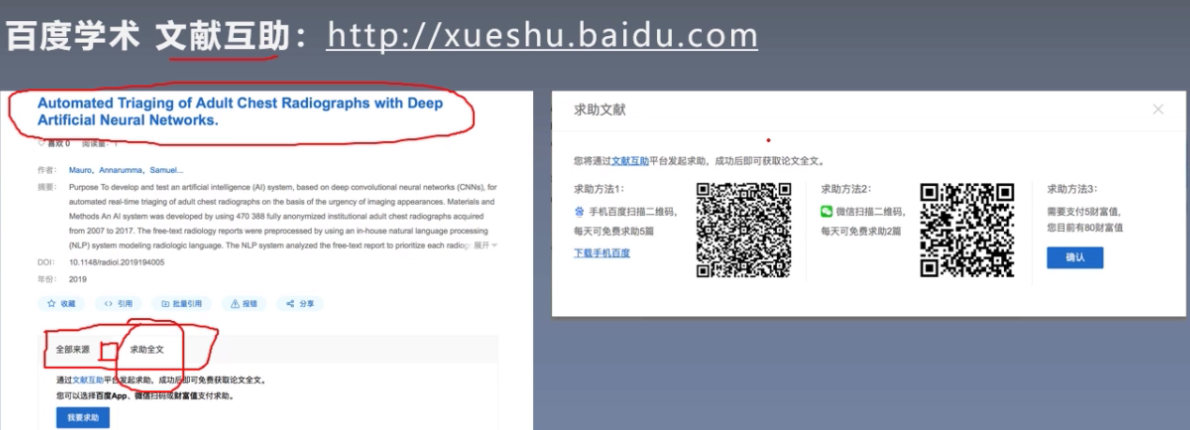 百度学术 文献互助：http://xueshu.baidu.com
Automated Triaging of Adult Chest Radiographs with Deep
Artificial Neural Networks.
喜欢 0 阅读量：1
作者： Mauro, Annarumma, Samuel...
摘要： Purpose To develop and test an artificial intelligence (AI) system, based on deep convolutional neural networks (CNNs), for
automated real-time triaging of adult chest radiographs on the basis of the urgency of imaging appearances. Materials and
Methods An AI system was developed by using 470 388 fully anonymized institutional adult chest radiographs acquired
from 2007 to 2017. The free-text radiology reports were preprocessed by using an in-house natural language processing
(NLP) system modeling radiologic language. The NLP system analyzed the free-text report to prioritize each radiog 展开
DOI： 10.1148/radiol.2019194005
年份： 2019
收藏 引用 批量引用 报错 分享
全部来源 求助全文
通过文献互助平台发起求助，成功后即可免费获取论文全文。
您可以选择百度App、微信扫码或财富值支付求助。
我要求助
求助文献
您将通过文献互助平台发起求助，成功后即可获取论文全文。
求助方法1：
手机百度扫描二维码，
每天可免费求助5篇
下载手机百度
求助方法2：
微信扫描二维码，
每天可免费求助2篇
求助方法3：
需要支付5财富值，
您目前有80财富值
确认